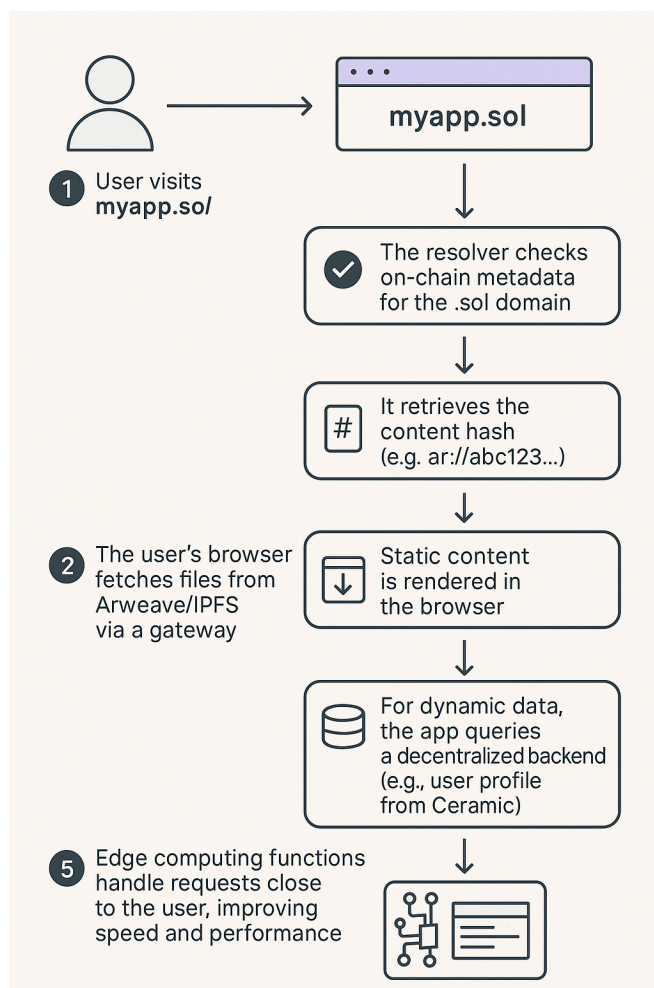 myapp.sol
1 User visits
myapp.so/
The resolver checks
on-chain metadata
for the .sol domain
It retrieves the
# content hash
(e.g. ar://abc123...)
2 The user's browser
fetches files from
Arweave/IPFS
via a gateway
Static content
is rendered in
the browser
For dynamic data,
the app queries
a decentralized backend
(e.g., user profile
from Ceramic)
5 Edge computing functions
handle requests close
to the user, improving
speed and performance